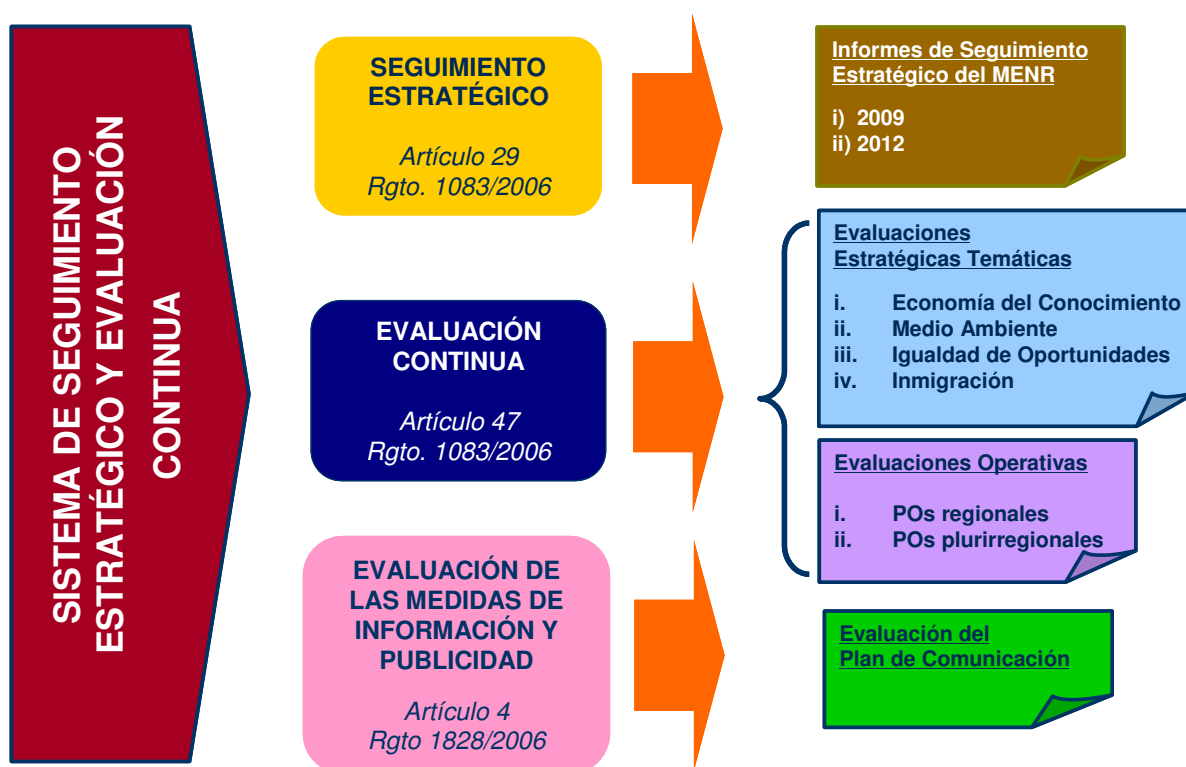 SISTEMA DE SEGUIMIENTO
ESTRATÉGICO Y EVALUACIÓN
CONTINUA
SEGUIMIENTO
ESTRATÉGICO
Artículo 29
Rgto. 1083/2006
Informes de Seguimiento
Estratégico del MENR
i) 2009
ii) 2012
EVALUACIÓN
CONTINUA
Artículo 47
Rgto. 1083/2006
Evaluaciones
Estratégicas Temáticas
i. Economía del Conocimiento
ii. Medio Ambiente
iii. Igualdad de Oportunidades
iv. Inmigración
Evaluaciones Operativas
i. POs regionales
ii. POs plurirregionales
EVALUACIÓN DE
LAS MEDIDAS DE
INFORMACIÓN Y
PUBLICIDAD
Artículo 4
Rgto 1828/2006
Evaluación del
Plan de Comunicación